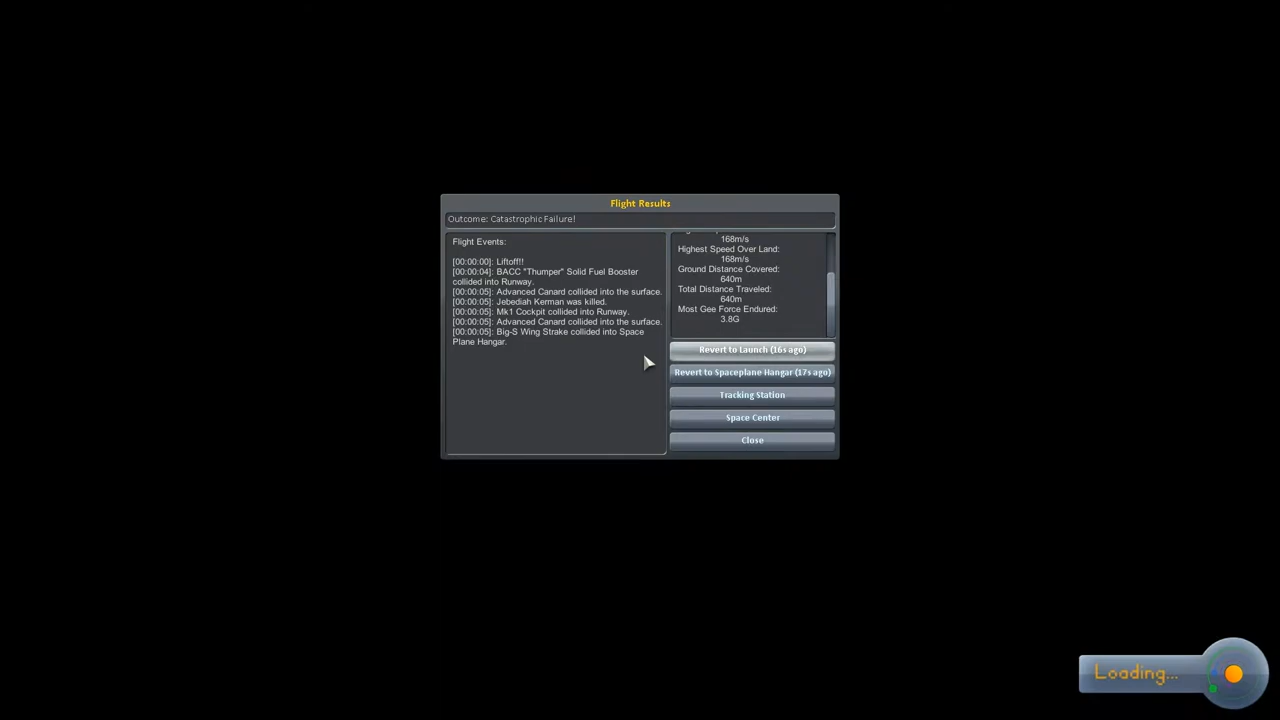 Flight Results
Outcome: Catastrophic Failure!
Flight Events:
[00:00:00]: Liftoff!!
[00:00:04]: BACC "Thumper" Solid Fuel Booster
collided into Runway.
[00:00:05]: Advanced Canard collided into the surface.
[00:00:05]: Jebediah Kerman was killed.
[00:00:05]: Mk1 Cockpit collided into Runway.
[00:00:05]: Advanced Canard collided into the surface.
[00:00:05]: Big-S Wing Strake collided into Space
Plane Hangar.
168m/s
Highest Speed Over Land:
168m/s
Ground Distance Covered:
640m
Total Distance Traveled:
640m
Most Gee Force Endured:
3.8G
Revert to Launch (16s ago)
Revert to Spaceplane Hangar (17s ago)
Tracking Station
Space Center
Close
Loading...